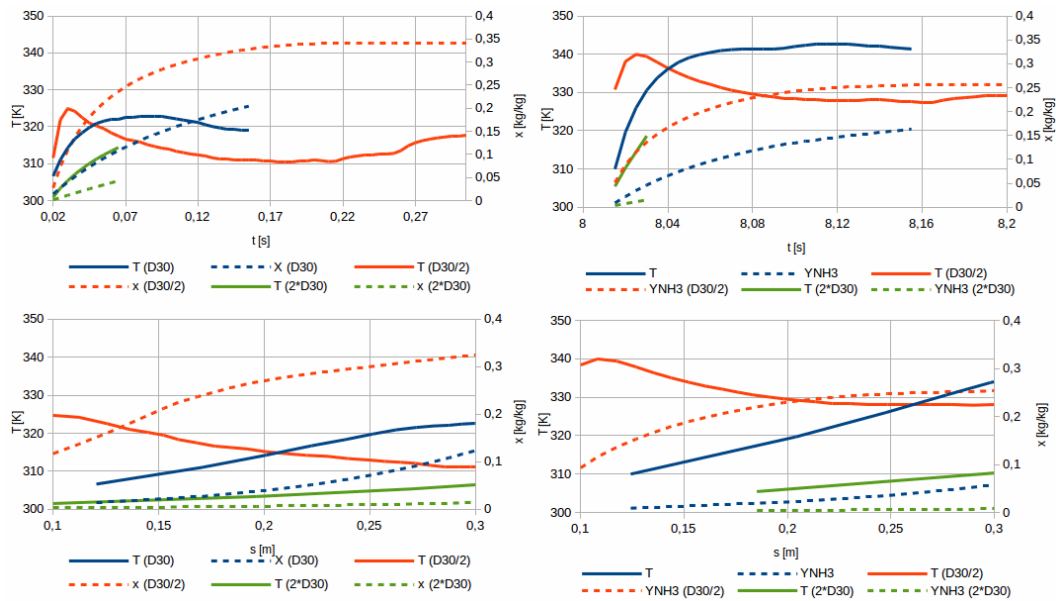 350
340
330
320
310
300
T [K]
0,4
0,35
0,3
0,25
0,2
0,15
0,1
0,05
0
x [kg/kg]
0,02 0,07 0,12 0,17 0,22 0,27
t [s]
T (D30) X (D30) T (D30/2)
x (D30/2) T (2*D30) x (2*D30)
350
340
330
320
310
300
T [K]
0,4
0,35
0,3
0,25
0,2
0,15
0,1
0,05
0
x [kg/kg]
8 8,04 8,08 8,12 8,16 8,2
t [s]
T YNH3 T (D30/2)
YNH3 (D30/2) T (2*D30) YNH3 (2*D30)
350
340
330
320
310
300
T [K]
0,4
0,3
0,2
0,1
0
x [kg/kg]
0,1 0,15 0,2 0,25 0,3
s [m]
T (D30) X (D30) T (D30/2)
x (D30/2) T (2*D30) x (2*D30)
350
340
330
320
310
300
T [K]
0,4
0,3
0,2
0,1
0
x [kg/kg]
0,1 0,15 0,2 0,25 0,3
s [m]
T YNH3 T (D30/2)
YNH3 (D30/2) T (2*D30) YNH3 (2*D30)